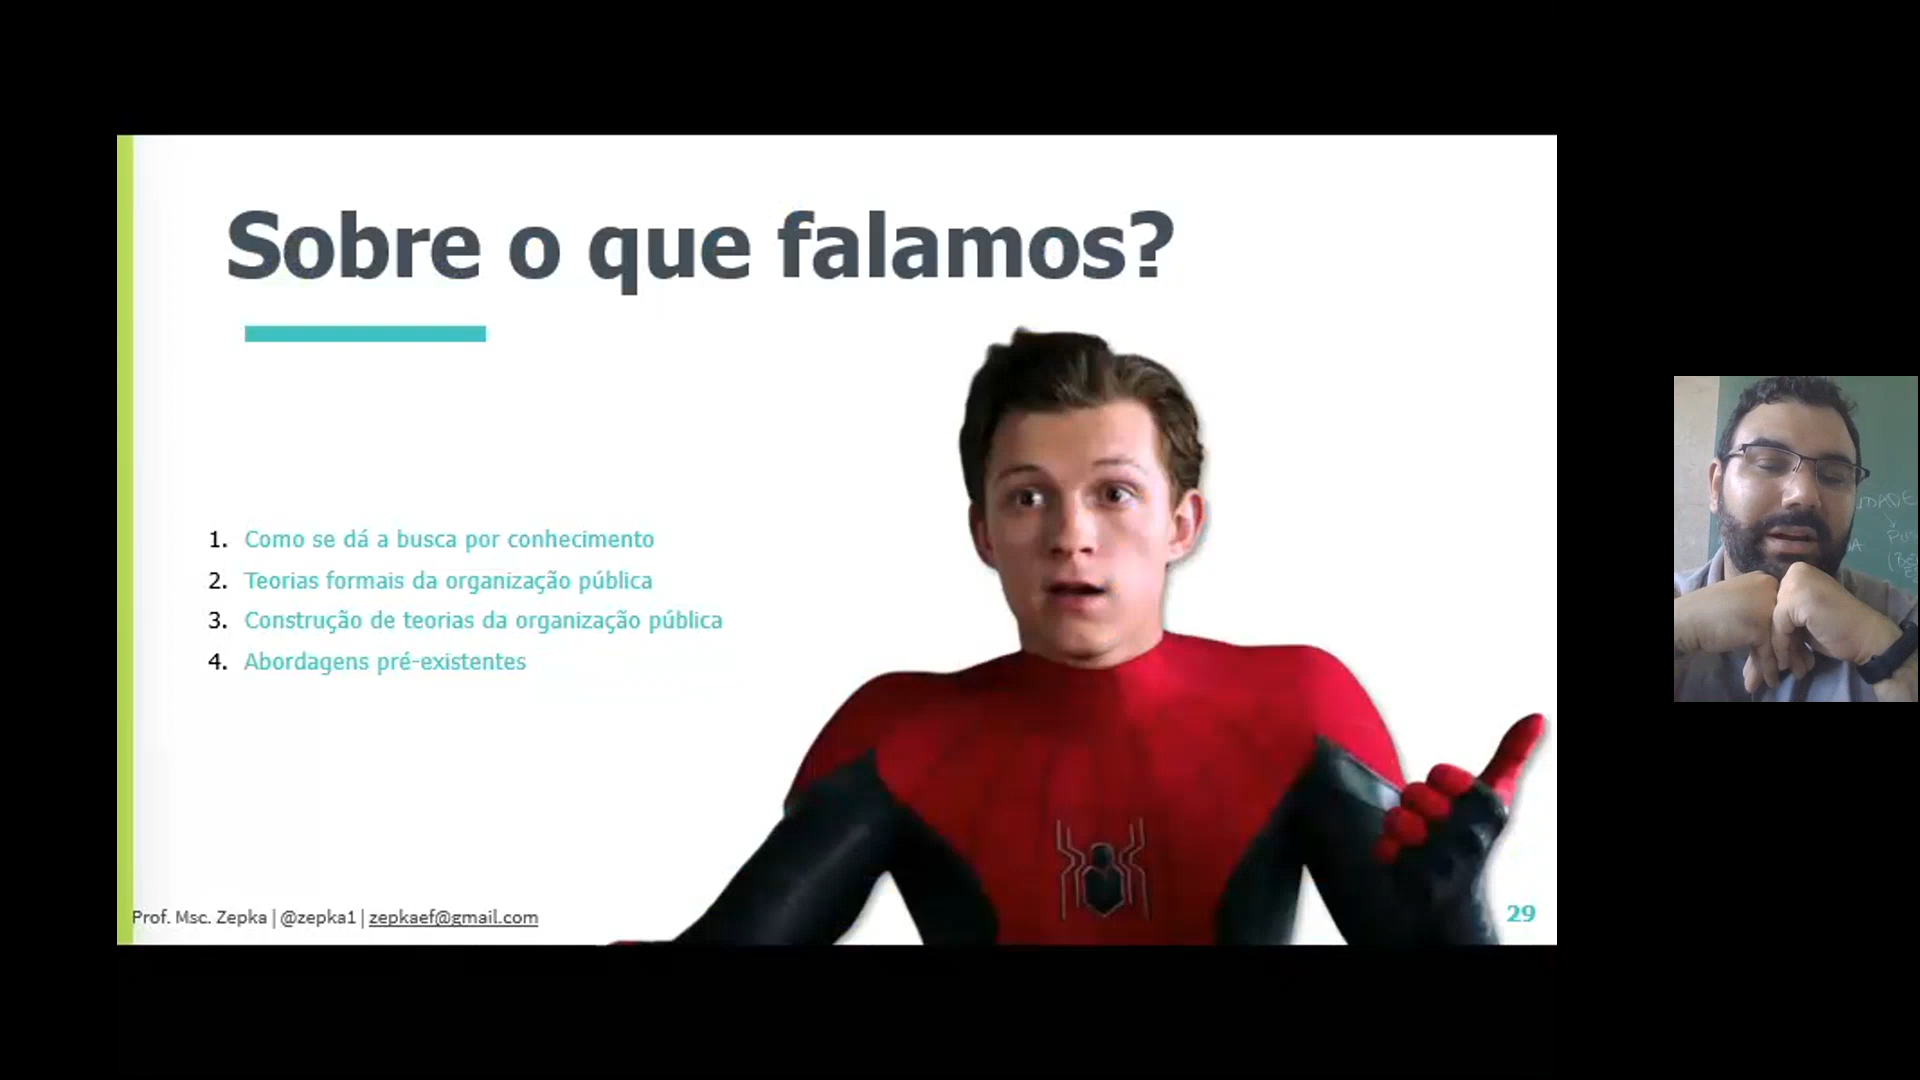 Sobre o que falamos?
1. Como se dá a busca por conhecimento
2. Teorias formais da organização pública
3. Construção de teorias da organização pública
4. Abordagens pré-existentes
Prof. Msc. Zepka | @zepka1 | zepkaef@gmail.com
29